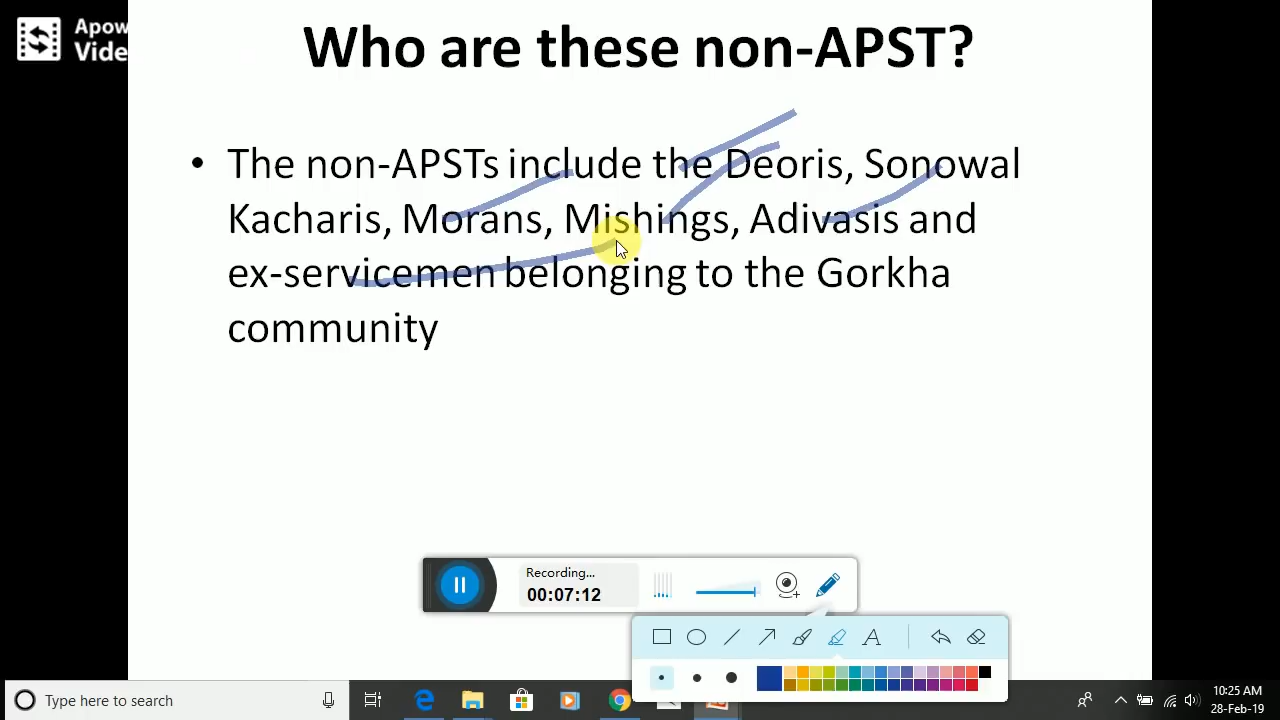 Apow
Vide
Who are these non-APST?
• The non-APSTs include the Deoris, Sonowal
Kacharis, Morans, Mishings, Adivasis and
ex-servicemen belonging to the Gorkha
community
Recording...
00:07:12
A
Type here to search
10:25 AM
28-Feb-19